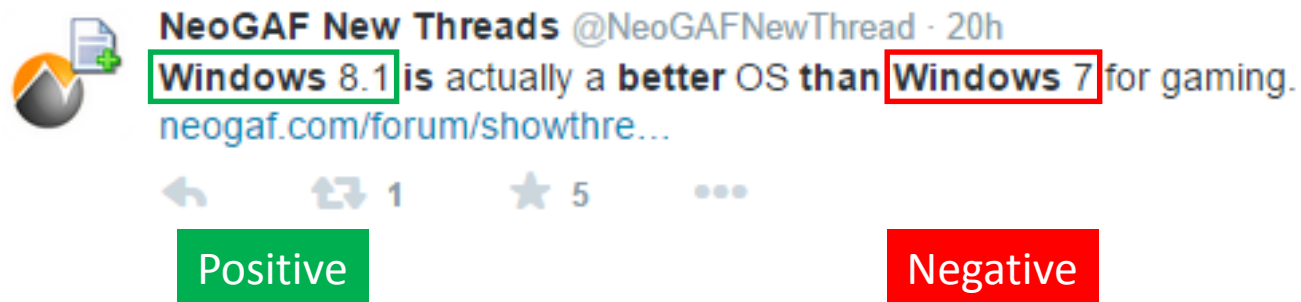 NeoGAF New Threads @NeoGAFNewThread · 20h
Windows 8.1 is actually a better OS than Windows 7 for gaming.
neogaf.com/forum/showthre...
1 5
Positive Negative